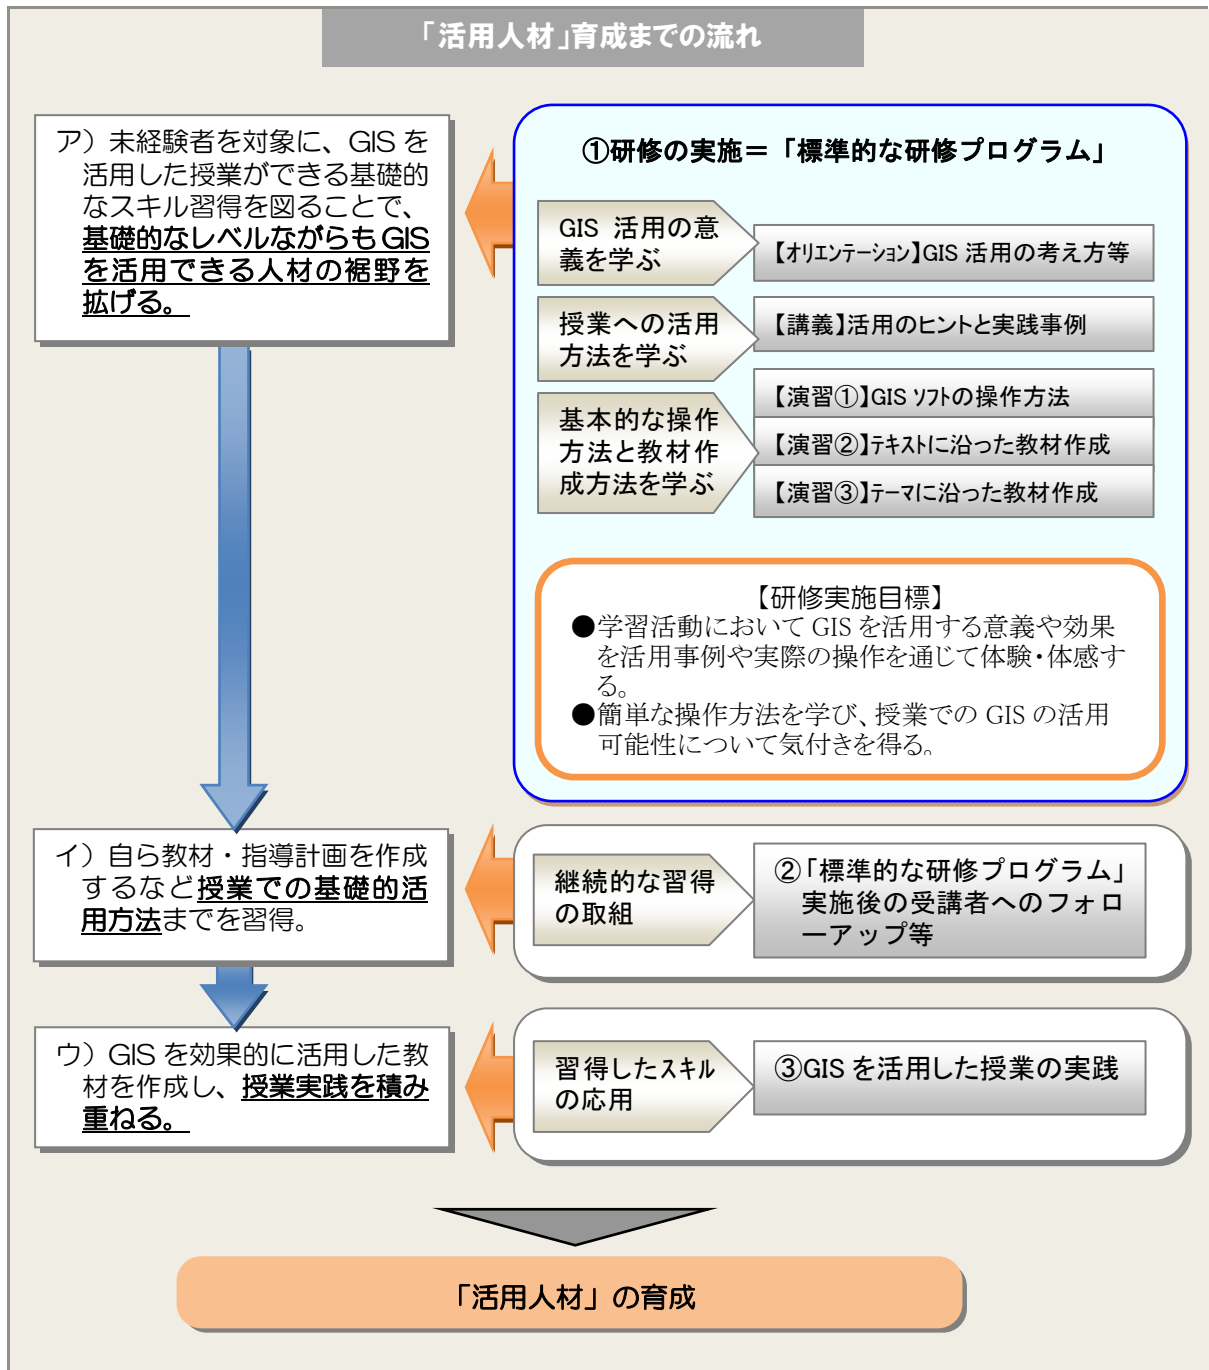 「活用人材」育成までの流れ
ア）未経験者を対象に、GIS を
活用した授業ができる基礎的
なスキル習得を図ることで、
基礎的なレベルながらも GIS
を活用できる人材の裾野を
拡げる。
①研修の実施＝「標準的な研修プログラム」
GIS 活用の意
義を学ぶ
【オリエンテーション】GIS 活用の考え方等
授業への活用
方法を学ぶ
【講義】活用のヒントと実践事例
基本的な操作
方法と教材作
成方法を学ぶ
【演習①】GIS ソフトの操作方法
【演習②】テキストに沿った教材作成
【演習③】テーマに沿った教材作成
【研修実施目標】
●学習活動において GIS を活用する意義や効果
を活用事例や実際の操作を通じて体験・体感す
る。
●簡単な操作方法を学び、授業での GIS の活用
可能性について気付きを得る。
イ）自ら教材・指導計画を作成
するなど授業での基礎的活
用方法までを習得。
継続的な習得
の取組
②「標準的な研修プログラム」
実施後の受講者へのフォロ
ーアップ等
ウ）GIS を効果的に活用した教
材を作成し、授業実践を積み
重ねる。
習得したスキル
の応用
③GIS を活用した授業の実践
「活用人材」の育成